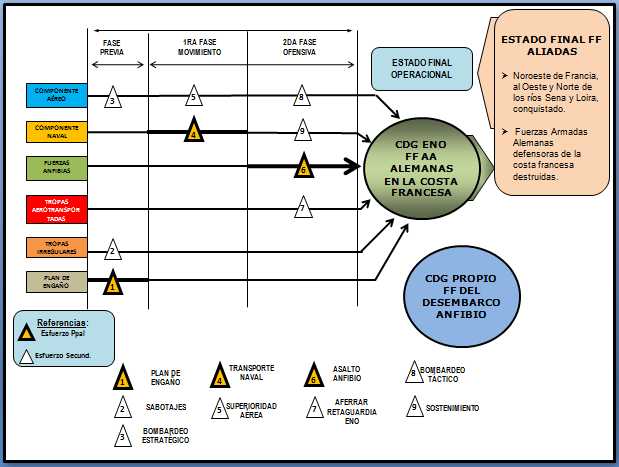 FASE
PREVIA
1RA FASE
MOVIMIENTO
2DA FASE
OFENSIVA
ESTADO FINAL
OPERACIONAL
ESTADO FINAL FF
ALIADAS
➤ Noroeste de Francia,
al Oeste y Norte de
los ríos Sena y Loira,
conquistado.
➤ Fuerzas Armadas
Alemanas
defensoras de la
costa francesa
destruidas.
COMPONENTE
AÉREO
3
5
8
COMPONENTE
NAVAL
4
9
FUERZAS
ANFIBIAS
6
TROPAS
AEROTRANSPOR
TADAS
7
TROPAS
IRREGULARES
2
PLAN DE
ENGAÑO
1
CDG ENO
FF AA
ALEMANAS
EN LA COSTA
FRANCESA
CDG PROPIO
FF DEL
DESEMBARCO
ANFIBIO
Referencias:
Esfuerzo Ppal
Esfuerzo Secund.
1
PLAN DE
ENGAÑO
4
TRANSPORTE
NAVAL
6
ASALTO
ANFIBIO
8
BOMBARDEO
TÁCTICO
2
SABOTAJES
5
SUPERIORIDAD
AÉREA
7
AFERRAR
RETAGUARDIA
ENO
9
SOSTENIMIENTO
3
BOMBARDEO
ESTRATÉGICO